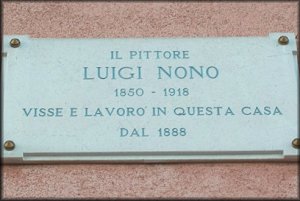 IL PITTORE
LUIGI NONO
1850 - 1918
VISSE E LAVORO' IN QUESTA CASA
DAL 1888